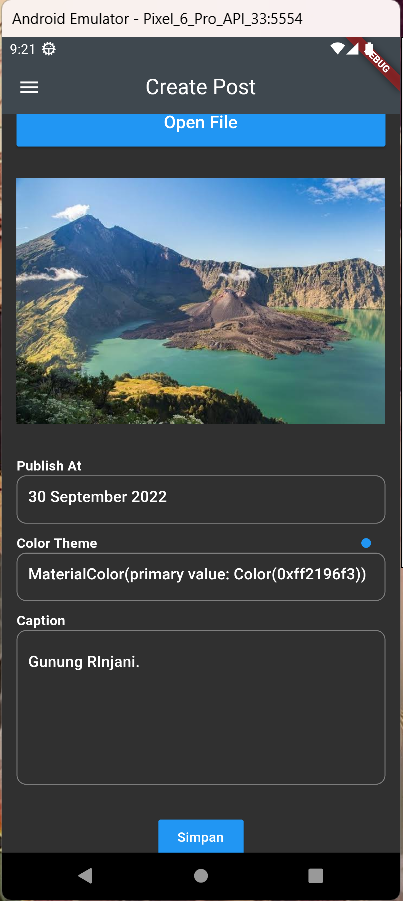 Android Emulator - Pixel_6_Pro_API_33:5554
9:21
DEBUG
Create Post
Open File
Publish At
30 September 2022
Color Theme
MaterialColor(primary value: Color(0xff2196f3))
Caption
Gunung RInjani.
Simpan